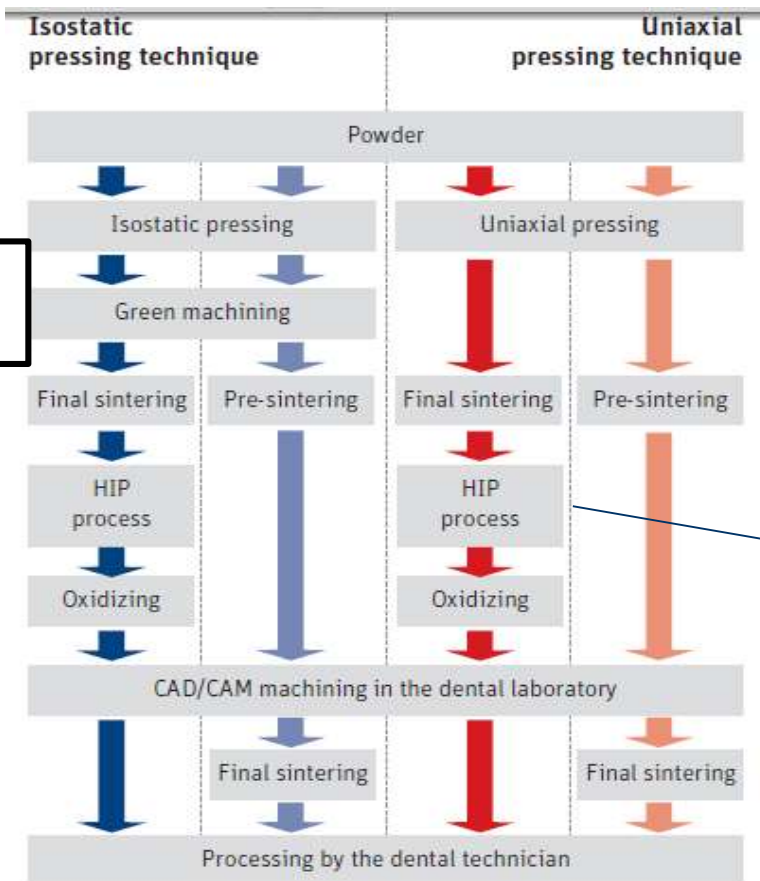 Isostatic
pressing technique
Uniaxial
pressing technique
Powder
Isostatic pressing
Uniaxial pressing
Green machining
Final sintering
Pre-sintering
Final sintering
Pre-sintering
HIP
process
HIP
process
Oxidizing
Oxidizing
CAD/CAM machining in the dental laboratory
Final sintering
Final sintering
Processing by the dental technician